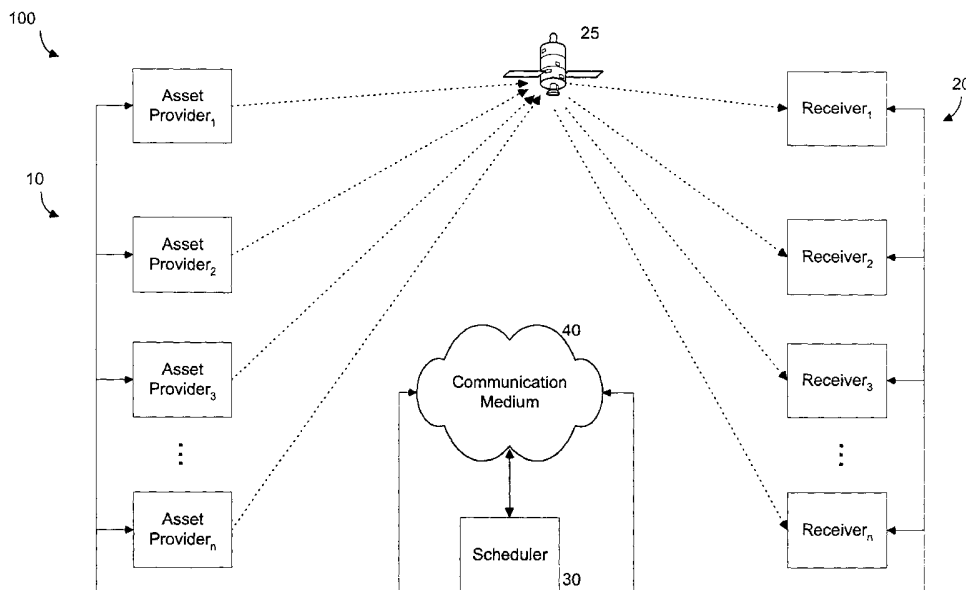 100
25
Asset
Provider1
Receiver1
20
10
Asset
Provider2
Receiver2
40
Asset
Provider3
Communication
Medium
Receiver3
Asset
Providern
Scheduler
30
Receivern